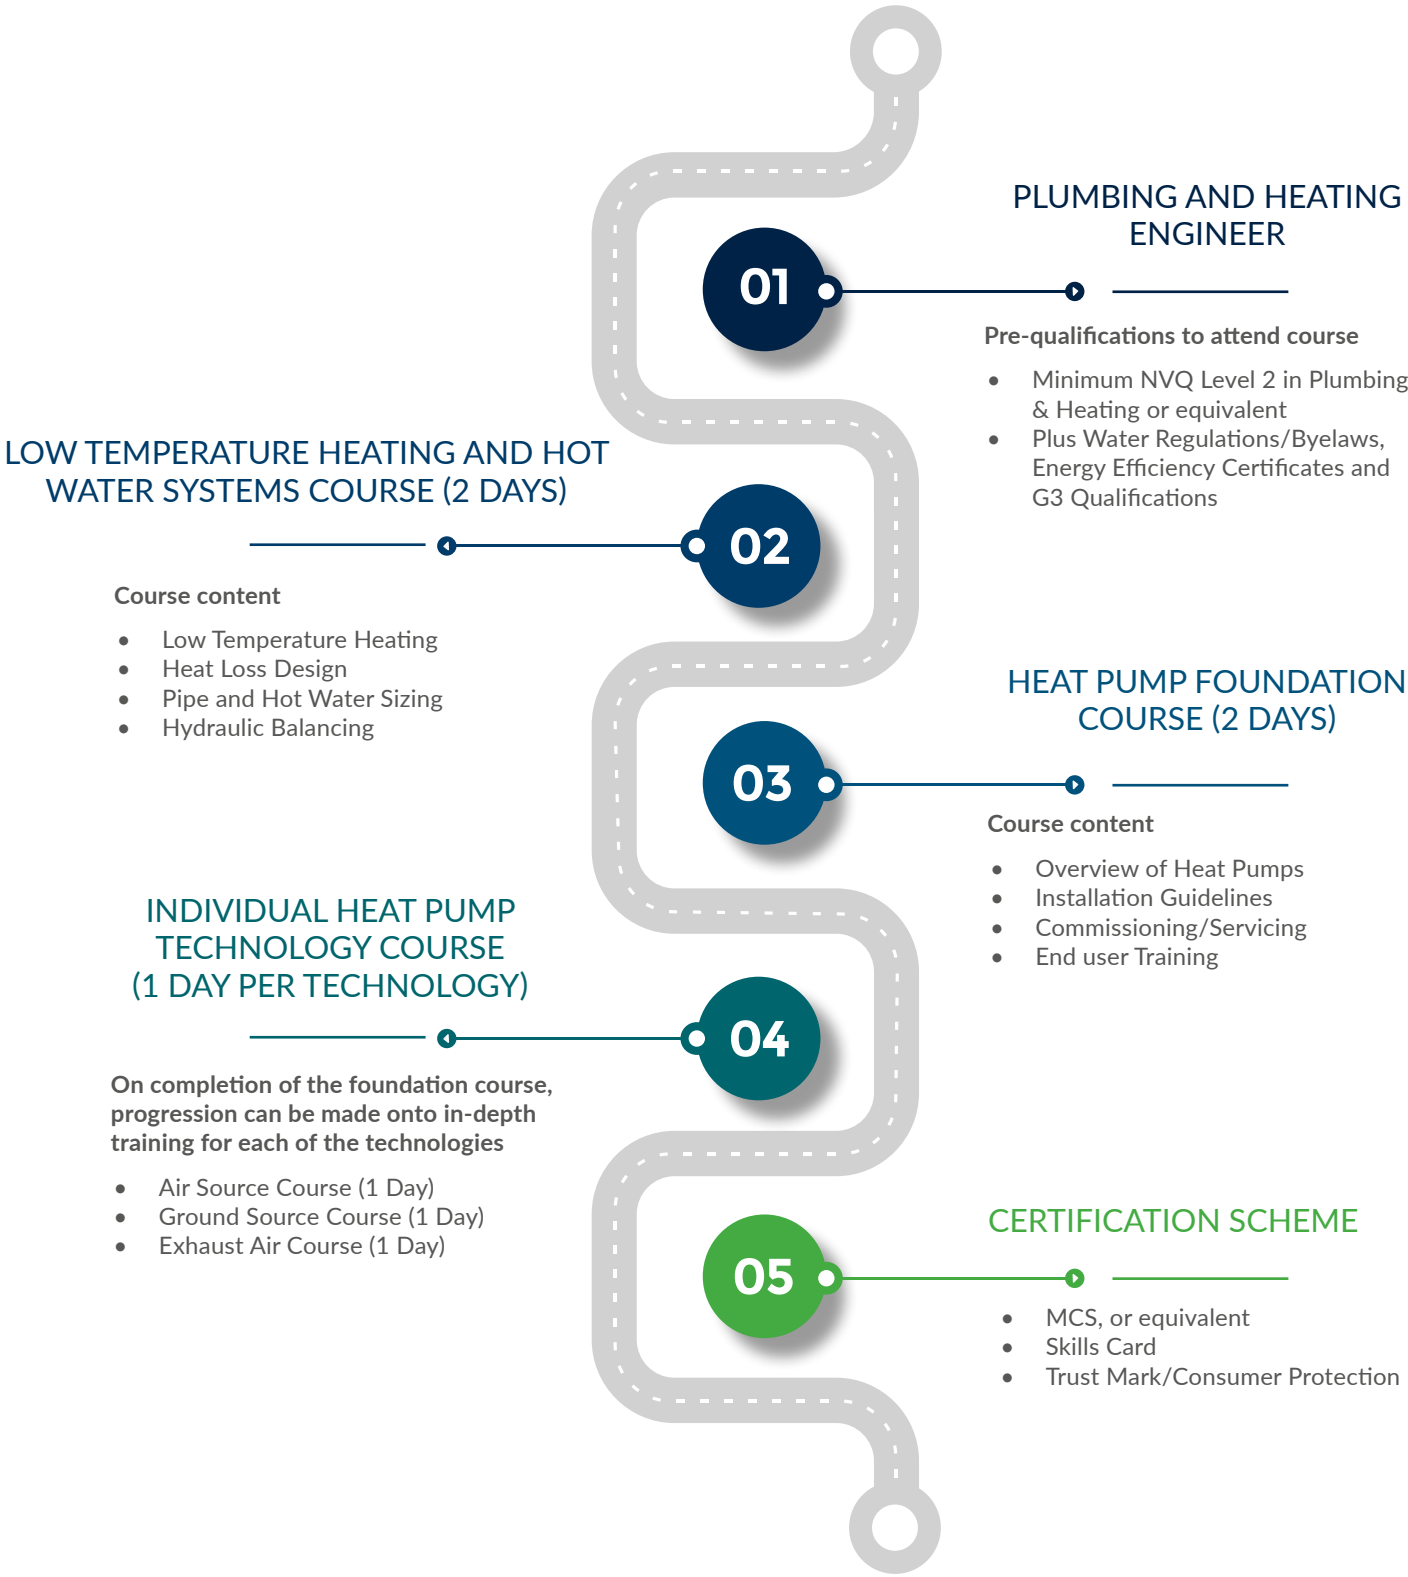 PLUMBING AND HEATING
ENGINEER
01
Pre-qualifications to attend course
• Minimum NVQ Level 2 in Plumbing
& Heating or equivalent
• Plus Water Regulations/Byelaws,
Energy Efficiency Certificates and
G3 Qualifications
LOW TEMPERATURE HEATING AND HOT
WATER SYSTEMS COURSE (2 DAYS)
02
Course content
• Low Temperature Heating
• Heat Loss Design
• Pipe and Hot Water Sizing
• Hydraulic Balancing
HEAT PUMP FOUNDATION
COURSE (2 DAYS)
03
Course content
• Overview of Heat Pumps
• Installation Guidelines
• Commissioning/Servicing
• End user Training
INDIVIDUAL HEAT PUMP
TECHNOLOGY COURSE
(1 DAY PER TECHNOLOGY)
04
On completion of the foundation course,
progression can be made onto in-depth
training for each of the technologies
• Air Source Course (1 Day)
• Ground Source Course (1 Day)
• Exhaust Air Course (1 Day)
CERTIFICATION SCHEME
05
• MCS, or equivalent
• Skills Card
• Trust Mark/Consumer Protection